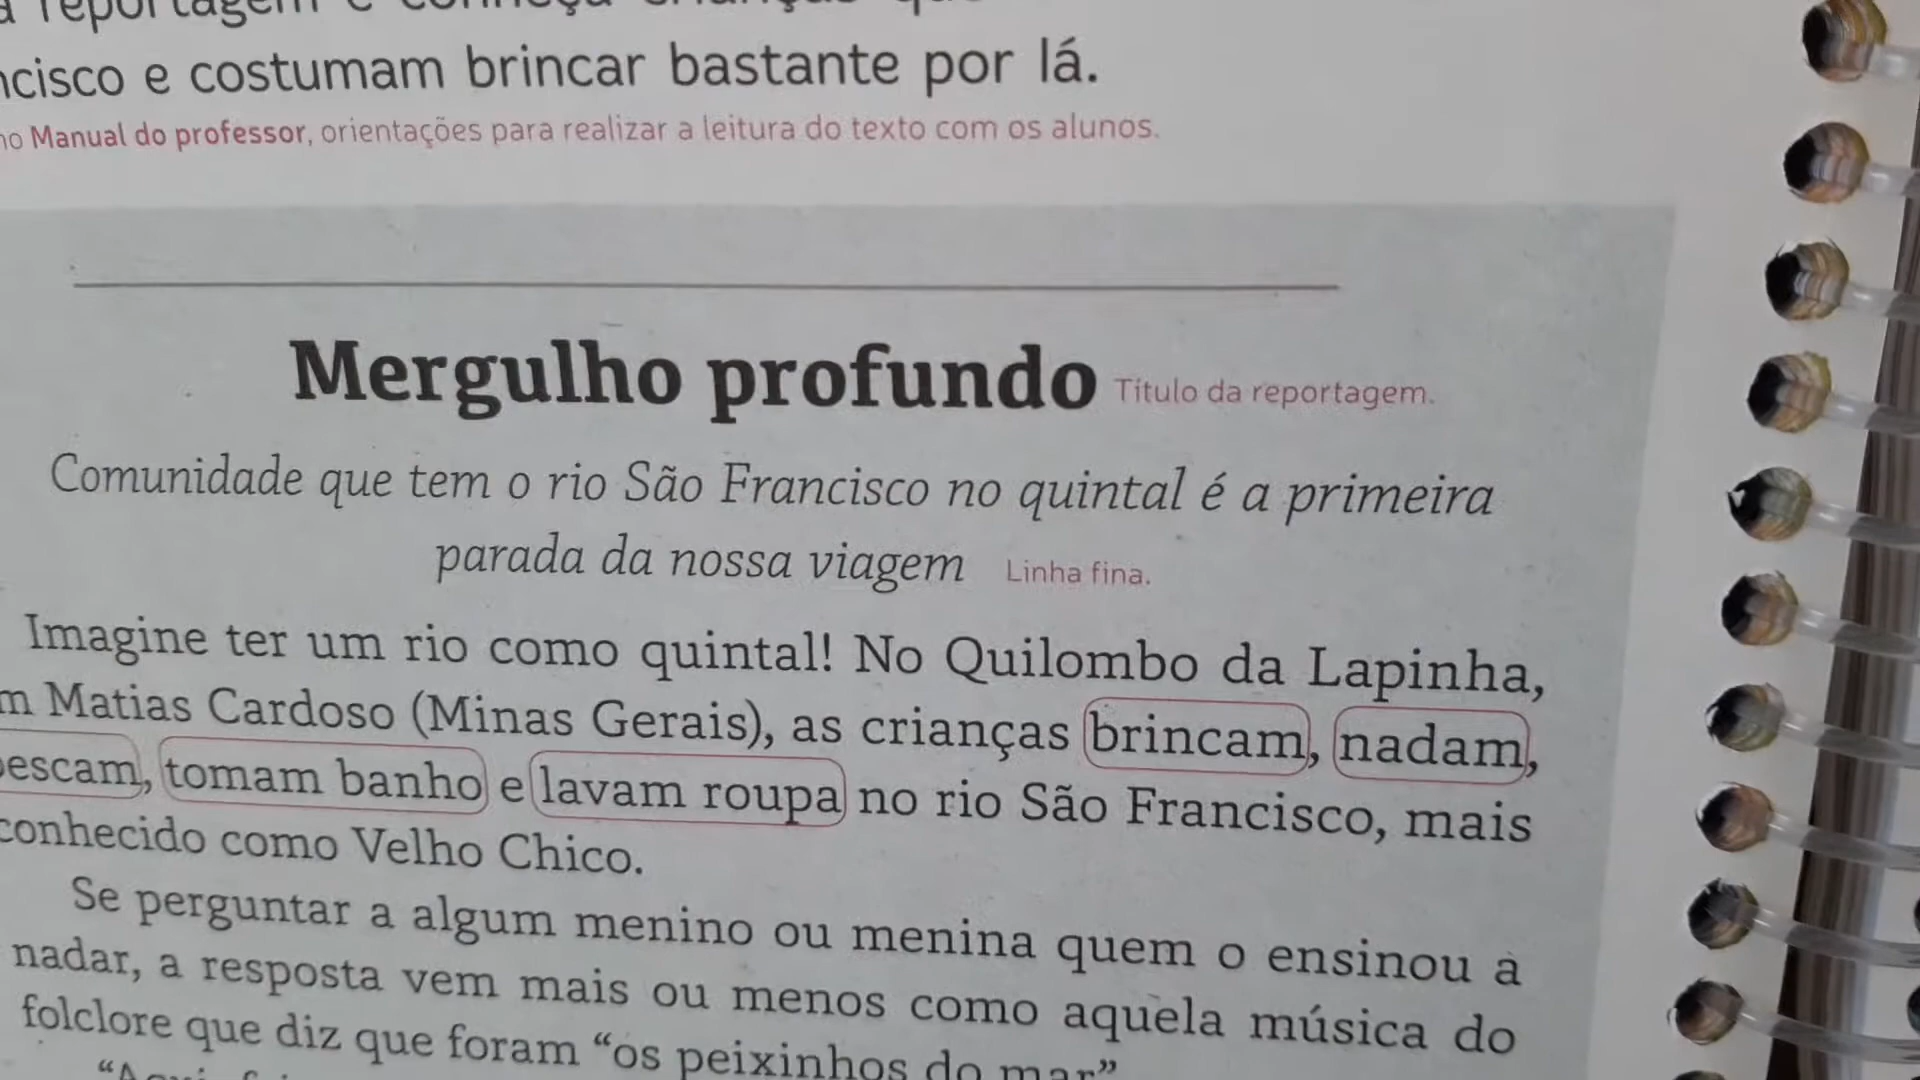 reportagem e conheça crianças
ncisco e costumam brincar bastante por lá.
no Manual do professor, orientações para realizar a leitura do texto com os alunos.
Mergulho profundo Título da reportagem.
Comunidade que tem o rio São Francisco no quintal é a primeira
parada da nossa viagem Linha fina.
Imagine ter um rio como quintal! No Quilombo da Lapinha,
m Matias Cardoso (Minas Gerais), as crianças brincam, nadam,
escam, tomam banho e lavam roupa no rio São Francisco, mais
conhecido como Velho Chico.
Se perguntar a algum menino ou menina quem o ensinou a
nadar, a resposta vem mais ou menos como aquela música do
folclore que diz que foram “os peixinhos do mar”